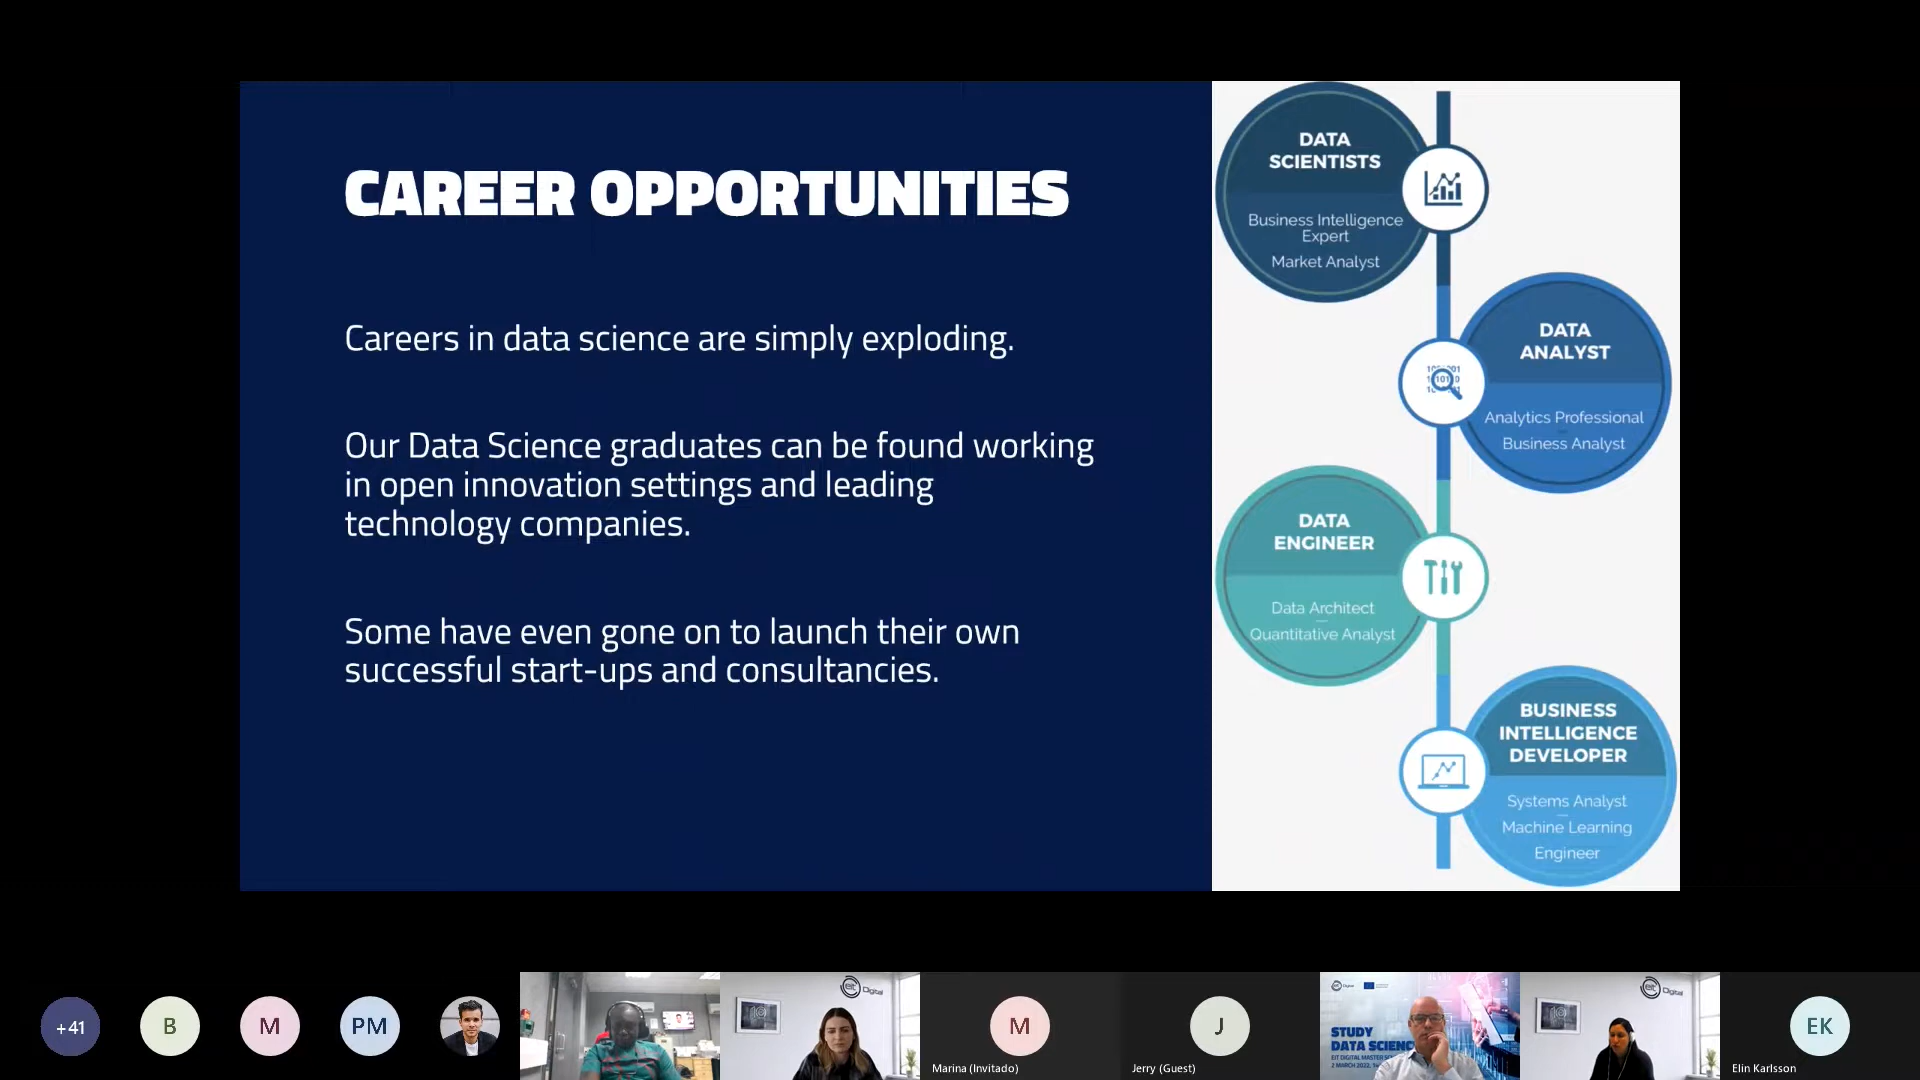 CAREER OPPORTUNITIES
Careers in data science are simply exploding.
Our Data Science graduates can be found working
in open innovation settings and leading
technology companies.
Some have even gone on to launch their own
successful start-ups and consultancies.
DATA
SCIENTISTS
Business Intelligence
Expert
Market Analyst
DATA
ANALYST
Analytics Professional
Business Analyst
DATA
ENGINEER
Data Architect
Quantitative Analyst
BUSINESS
INTELLIGENCE
DEVELOPER
Systems Analyst
Machine Learning
Engineer
+41
B
M
PM
Digital
M
Marina (Invitado)
J
Jerry (Guest)
Digital
STUDY
DATA SCIENC
EIT DIGITAL MASTER
2 MARCH 2022,
Digital
EK
Elin Karlsson